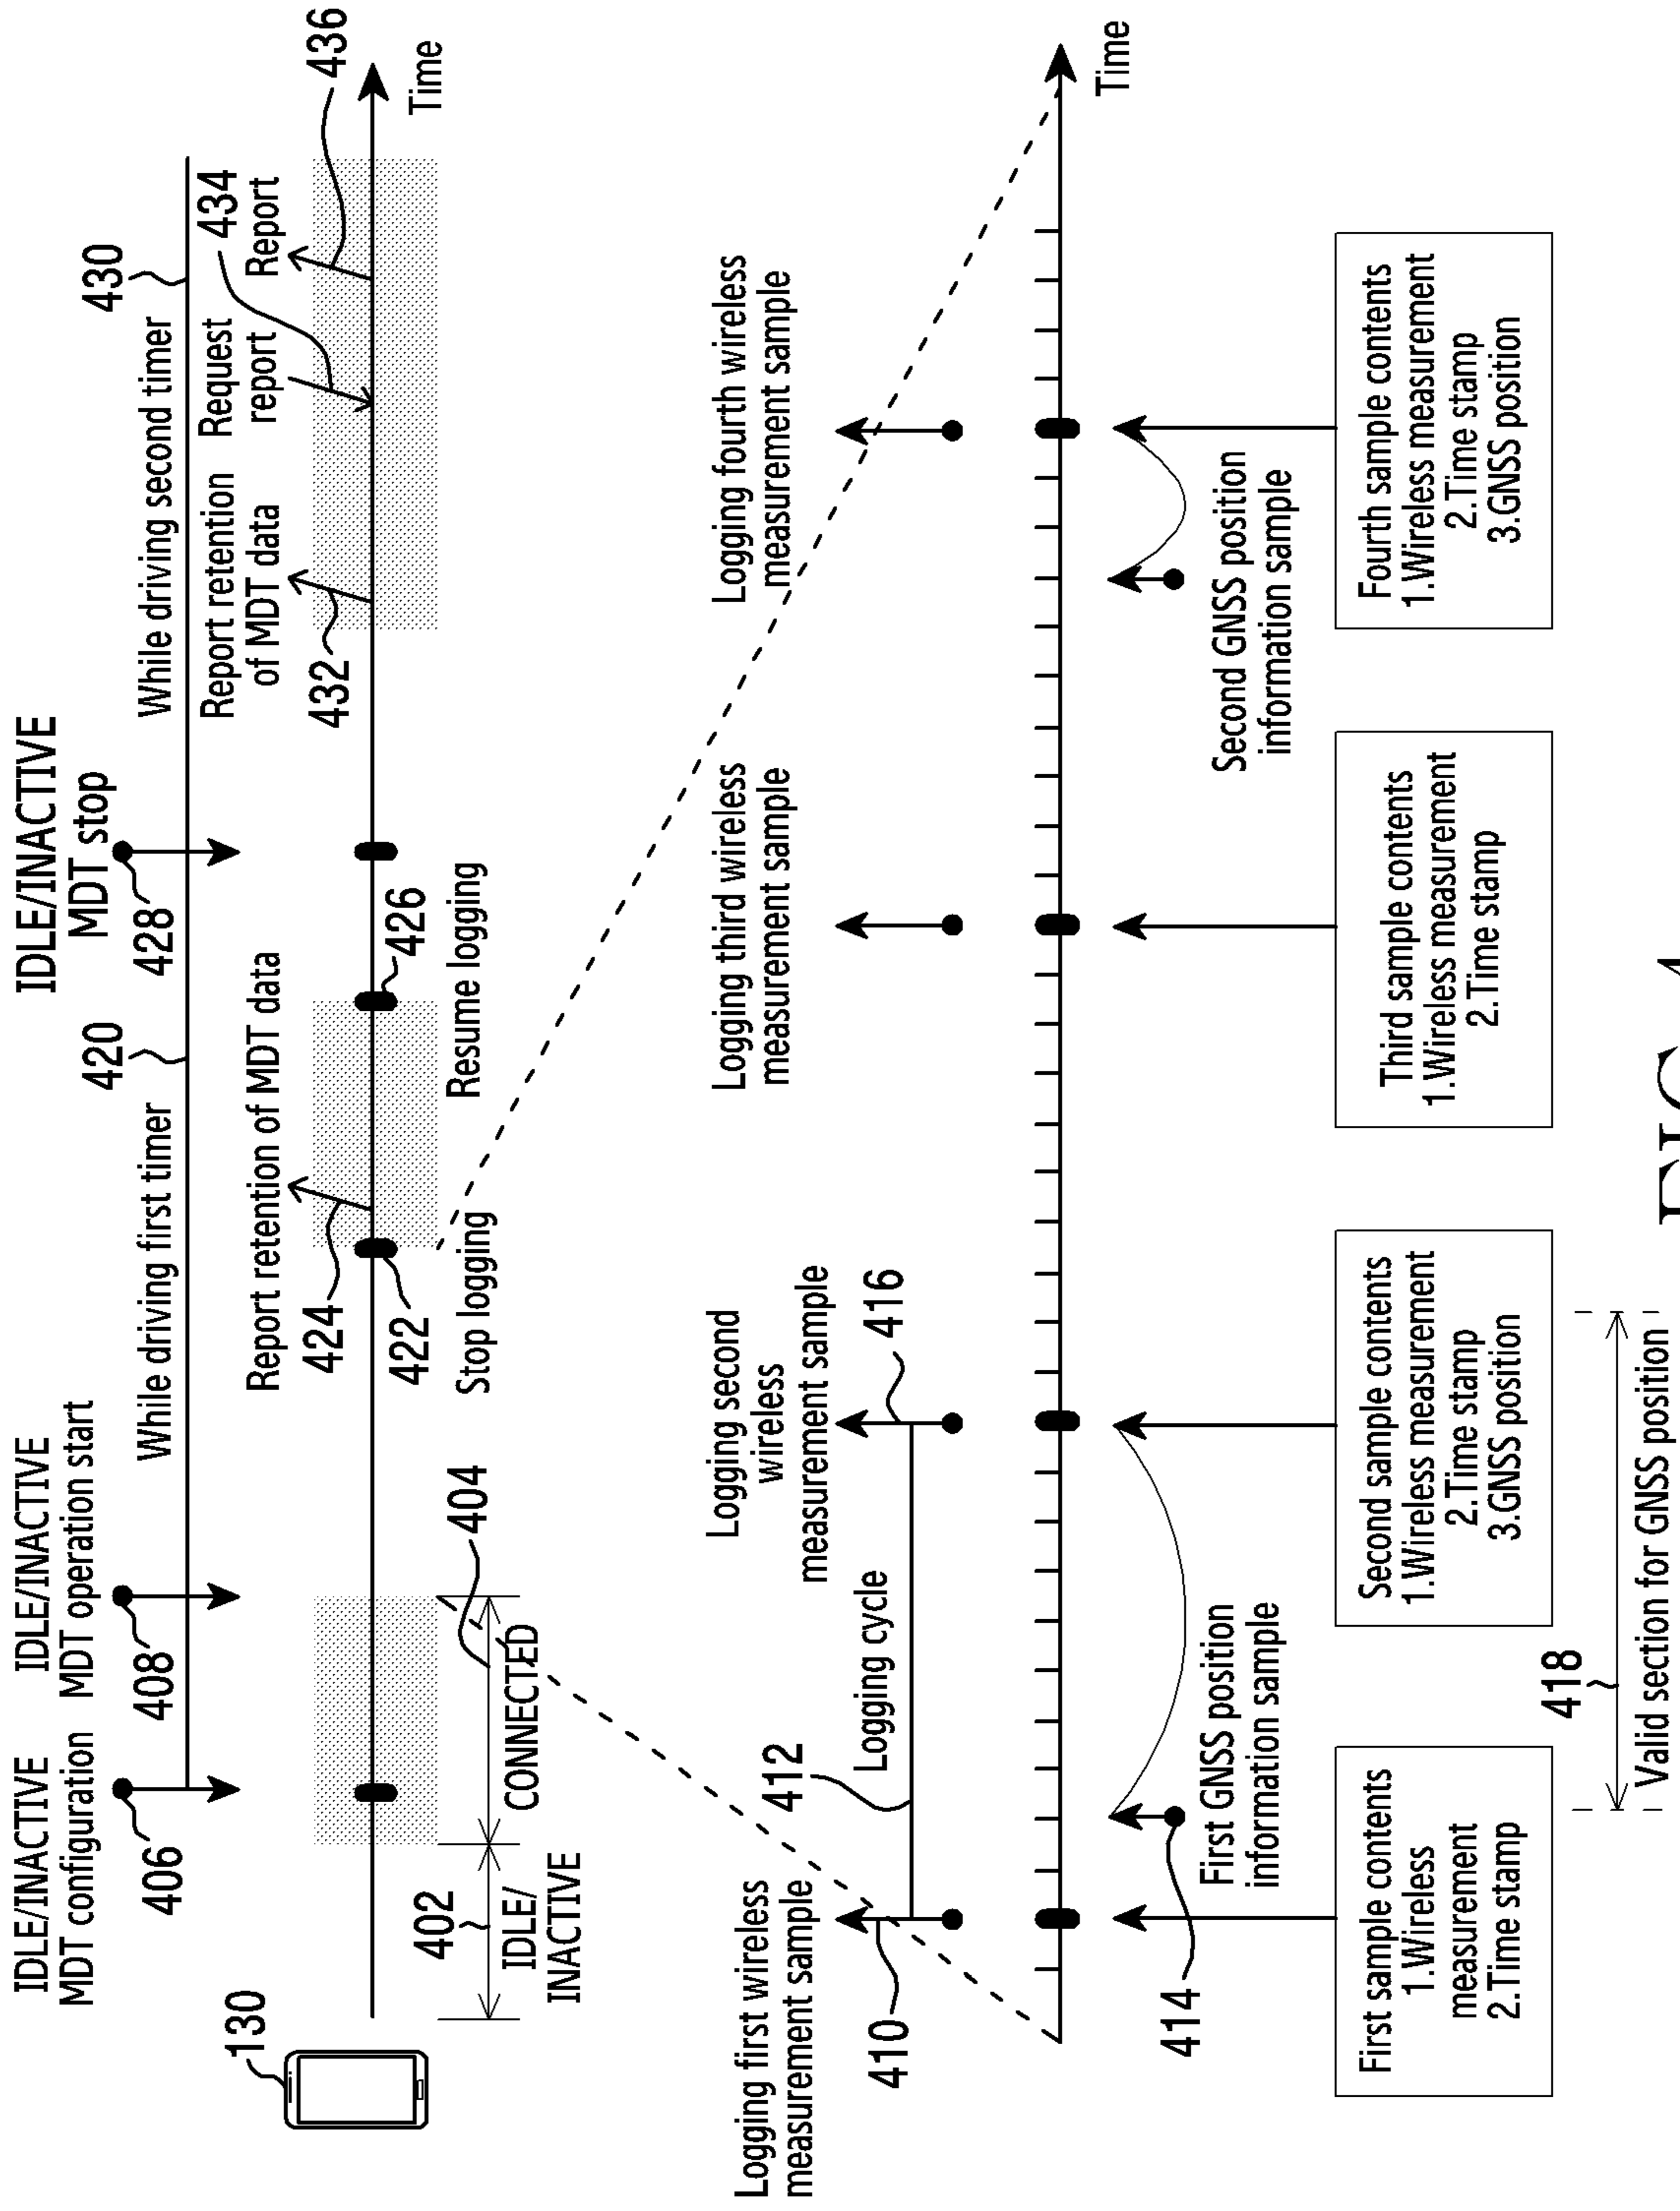 IDLE/INACTIVE
MDT configuration
406
IDLE/INACTIVE
MDT operation start
408
IDLE/INACTIVE
MDT stop
428
While driving first timer
420
While driving second timer
430
130
Report retention of MDT data
424
Report retention
of MDT data
432
Request
report
434
Report
436
Time
422
426
Stop logging
Resume logging
402
IDLE/
INACTIVE
404
CONNECTED
Logging first wireless
measurement sample
410
412
Logging cycle
Logging second
wireless
measurement sample
416
Logging third wireless
measurement sample
Logging fourth wireless
measurement sample
Time
414
First GNSS position
information sample
Second GNSS position
information sample
First sample contents
1.Wireless
measurement
2.Time stamp
Second sample contents
1.Wireless measurement
2.Time stamp
3.GNSS position
Third sample contents
1.Wireless measurement
2.Time stamp
Fourth sample contents
1.Wireless measurement
2.Time stamp
3.GNSS position
418
Valid section for GNSS position